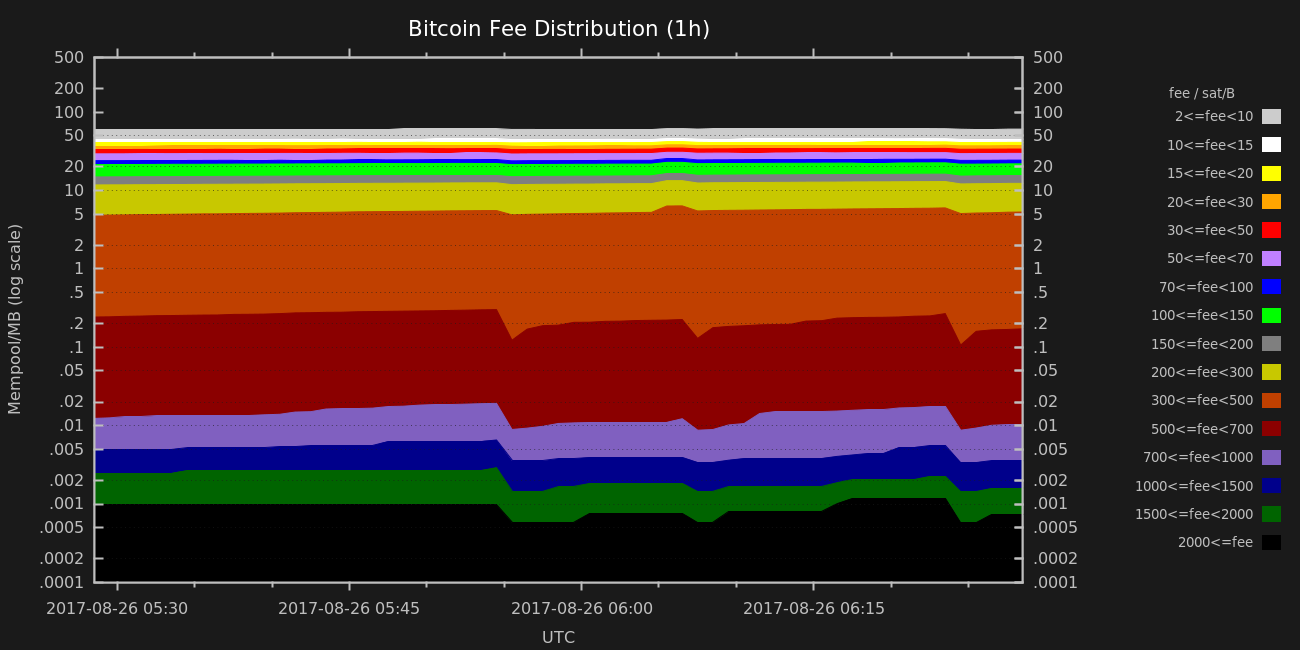 Bitcoin Fee Distribution (1h)
500
200
100
50
20
10
5
2
1
.5
.2
.1
.05
.02
.01
.005
.002
.001
.0005
.0002
.0001
Mempool/MB (log scale)
500
200
100
50
20
10
5
2
1
.5
.2
.1
.05
.02
.01
.005
.002
.001
.0005
.0002
.0001
2017-08-26 05:30 2017-08-26 05:45 2017-08-26 06:00 2017-08-26 06:15
UTC
fee / sat/B
2<=fee<10
10<=fee<15
15<=fee<20
20<=fee<30
30<=fee<50
50<=fee<70
70<=fee<100
100<=fee<150
150<=fee<200
200<=fee<300
300<=fee<500
500<=fee<700
700<=fee<1000
1000<=fee<1500
1500<=fee<2000
2000<=fee